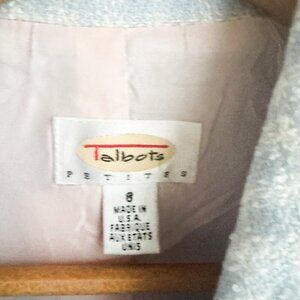 Talbots
PETITES
8
MADE IN
U.S.A.
FABRIQUE
AUX ETATS
UNIS